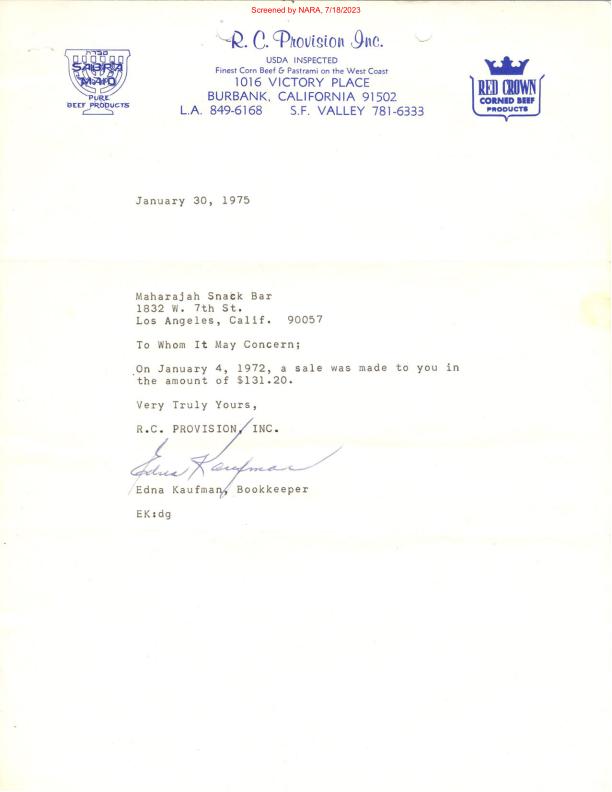 Screened by NARA, 7/18/2023
R. C. Provision Inc.
USDA INSPECTED
Finest Corn Beef & Pastrami on the West Coast
1016 VICTORY PLACE
BURBANK, CALIFORNIA 91502
L.A. 849-6168 S.F. VALLEY 781-6333
סברה
SABRA
MAID
PURE
BEEF PRODUCTS
RED CROWN
CORNED BEEF
PRODUCTS
January 30, 1975
Maharajah Snack Bar
1832 W. 7th St.
Los Angeles, Calif. 90057
To Whom It May Concern;
On January 4, 1972, a sale was made to you in
the amount of $131.20.
Very Truly Yours,
R.C. PROVISION, INC.
Edna Kaufman
Edna Kaufman, Bookkeeper
EK:dg